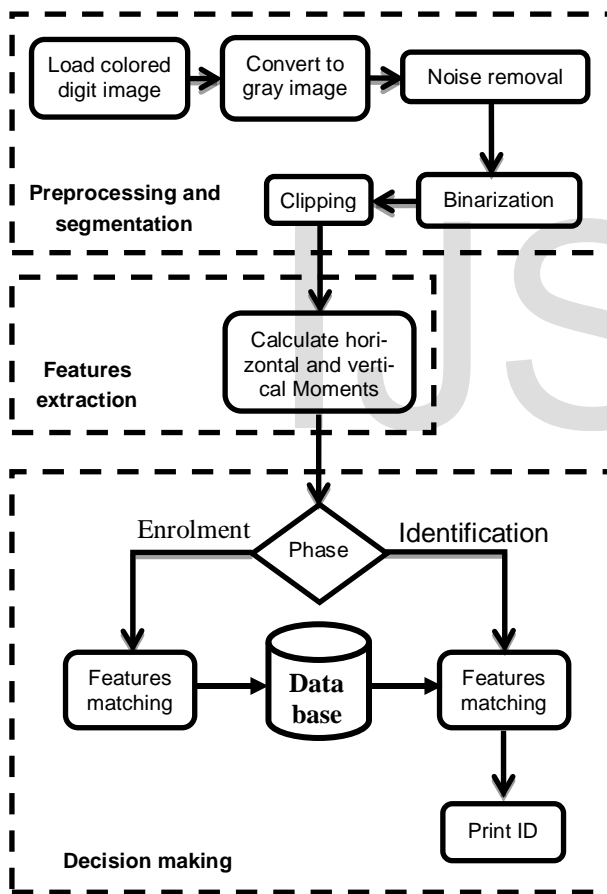 Load colored
digit image
Convert to
gray image
Noise removal
Preprocessing and
segmentation
Clipping
Binarization
IJS
Calculate hori-
zontal and verti-
cal Moments
Features
extraction
Enrolment
Phase
Identification
Features
matching
Data
base
Features
matching
Print ID
Decision making